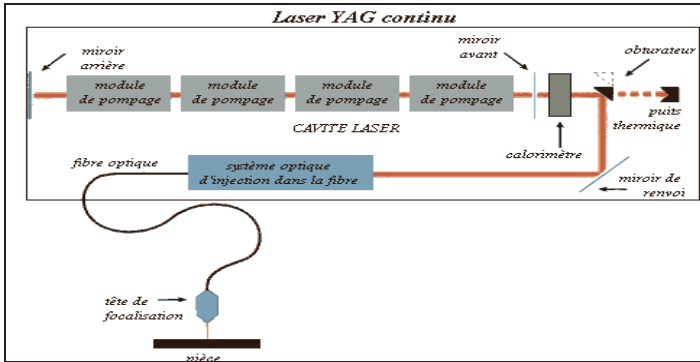 Laser YAG continu
miroir
arrière
miroir
avant
obturateur
module
de pompage
module
de pompage
module
de pompage
module
de pompage
puits
thermique
CAVITE LASER
calorimètre
fibre optique
système optique
d'injection dans la fibre
miroir de
renvoi
tête de
focalisation
pièce